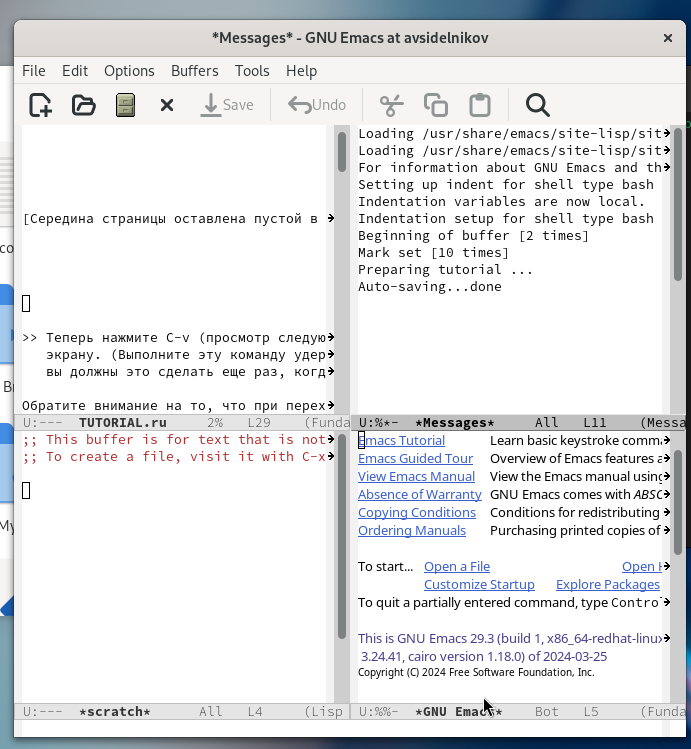 *Messages* - GNU Emacs at avsidelnikov
File Edit Options Buffers Tools Help
Save Undo
[Середина страницы оставлена пустой в
>> Теперь нажмите C-v (просмотр следую
экрану. (Выполните эту команду удер
вы должны это сделать еще раз, когд
Обратите внимание на то, что при перех
U:--- TUTORIAL.ru 2% L29 (Funda
Loading /usr/share/emacs/site-lisp/sit
Loading /usr/share/emacs/site-lisp/sit
For information about GNU Emacs and th
Setting up indent for shell type bash
Indentation variables are now local.
Indentation setup for shell type bash
Beginning of buffer [2 times]
Mark set [10 times]
Preparing tutorial ...
Auto-saving...done
U:%*- *Messages* All L11 (Messa
;; This buffer is for text that is not
;; To create a file, visit it with C-x
U:--- *scratch* All L4 (Lisp
Emacs Tutorial Learn basic keystroke comm
Emacs Guided Tour Overview of Emacs features a
View Emacs Manual View the Emacs manual using
Absence of Warranty GNU Emacs comes with ABSC
Copying Conditions Conditions for redistributing
Ordering Manuals Purchasing printed copies of
To start... Open a File Open
Customize Startup Explore Packages
To quit a partially entered command, type Contro
This is GNU Emacs 29.3 (build 1, x86_64-redhat-linux
3.24.41, cairo version 1.18.0) of 2024-03-25
Copyright (C) 2024 Free Software Foundation, Inc.
U:%%- *GNU Emacs* Bot L5 (Funda